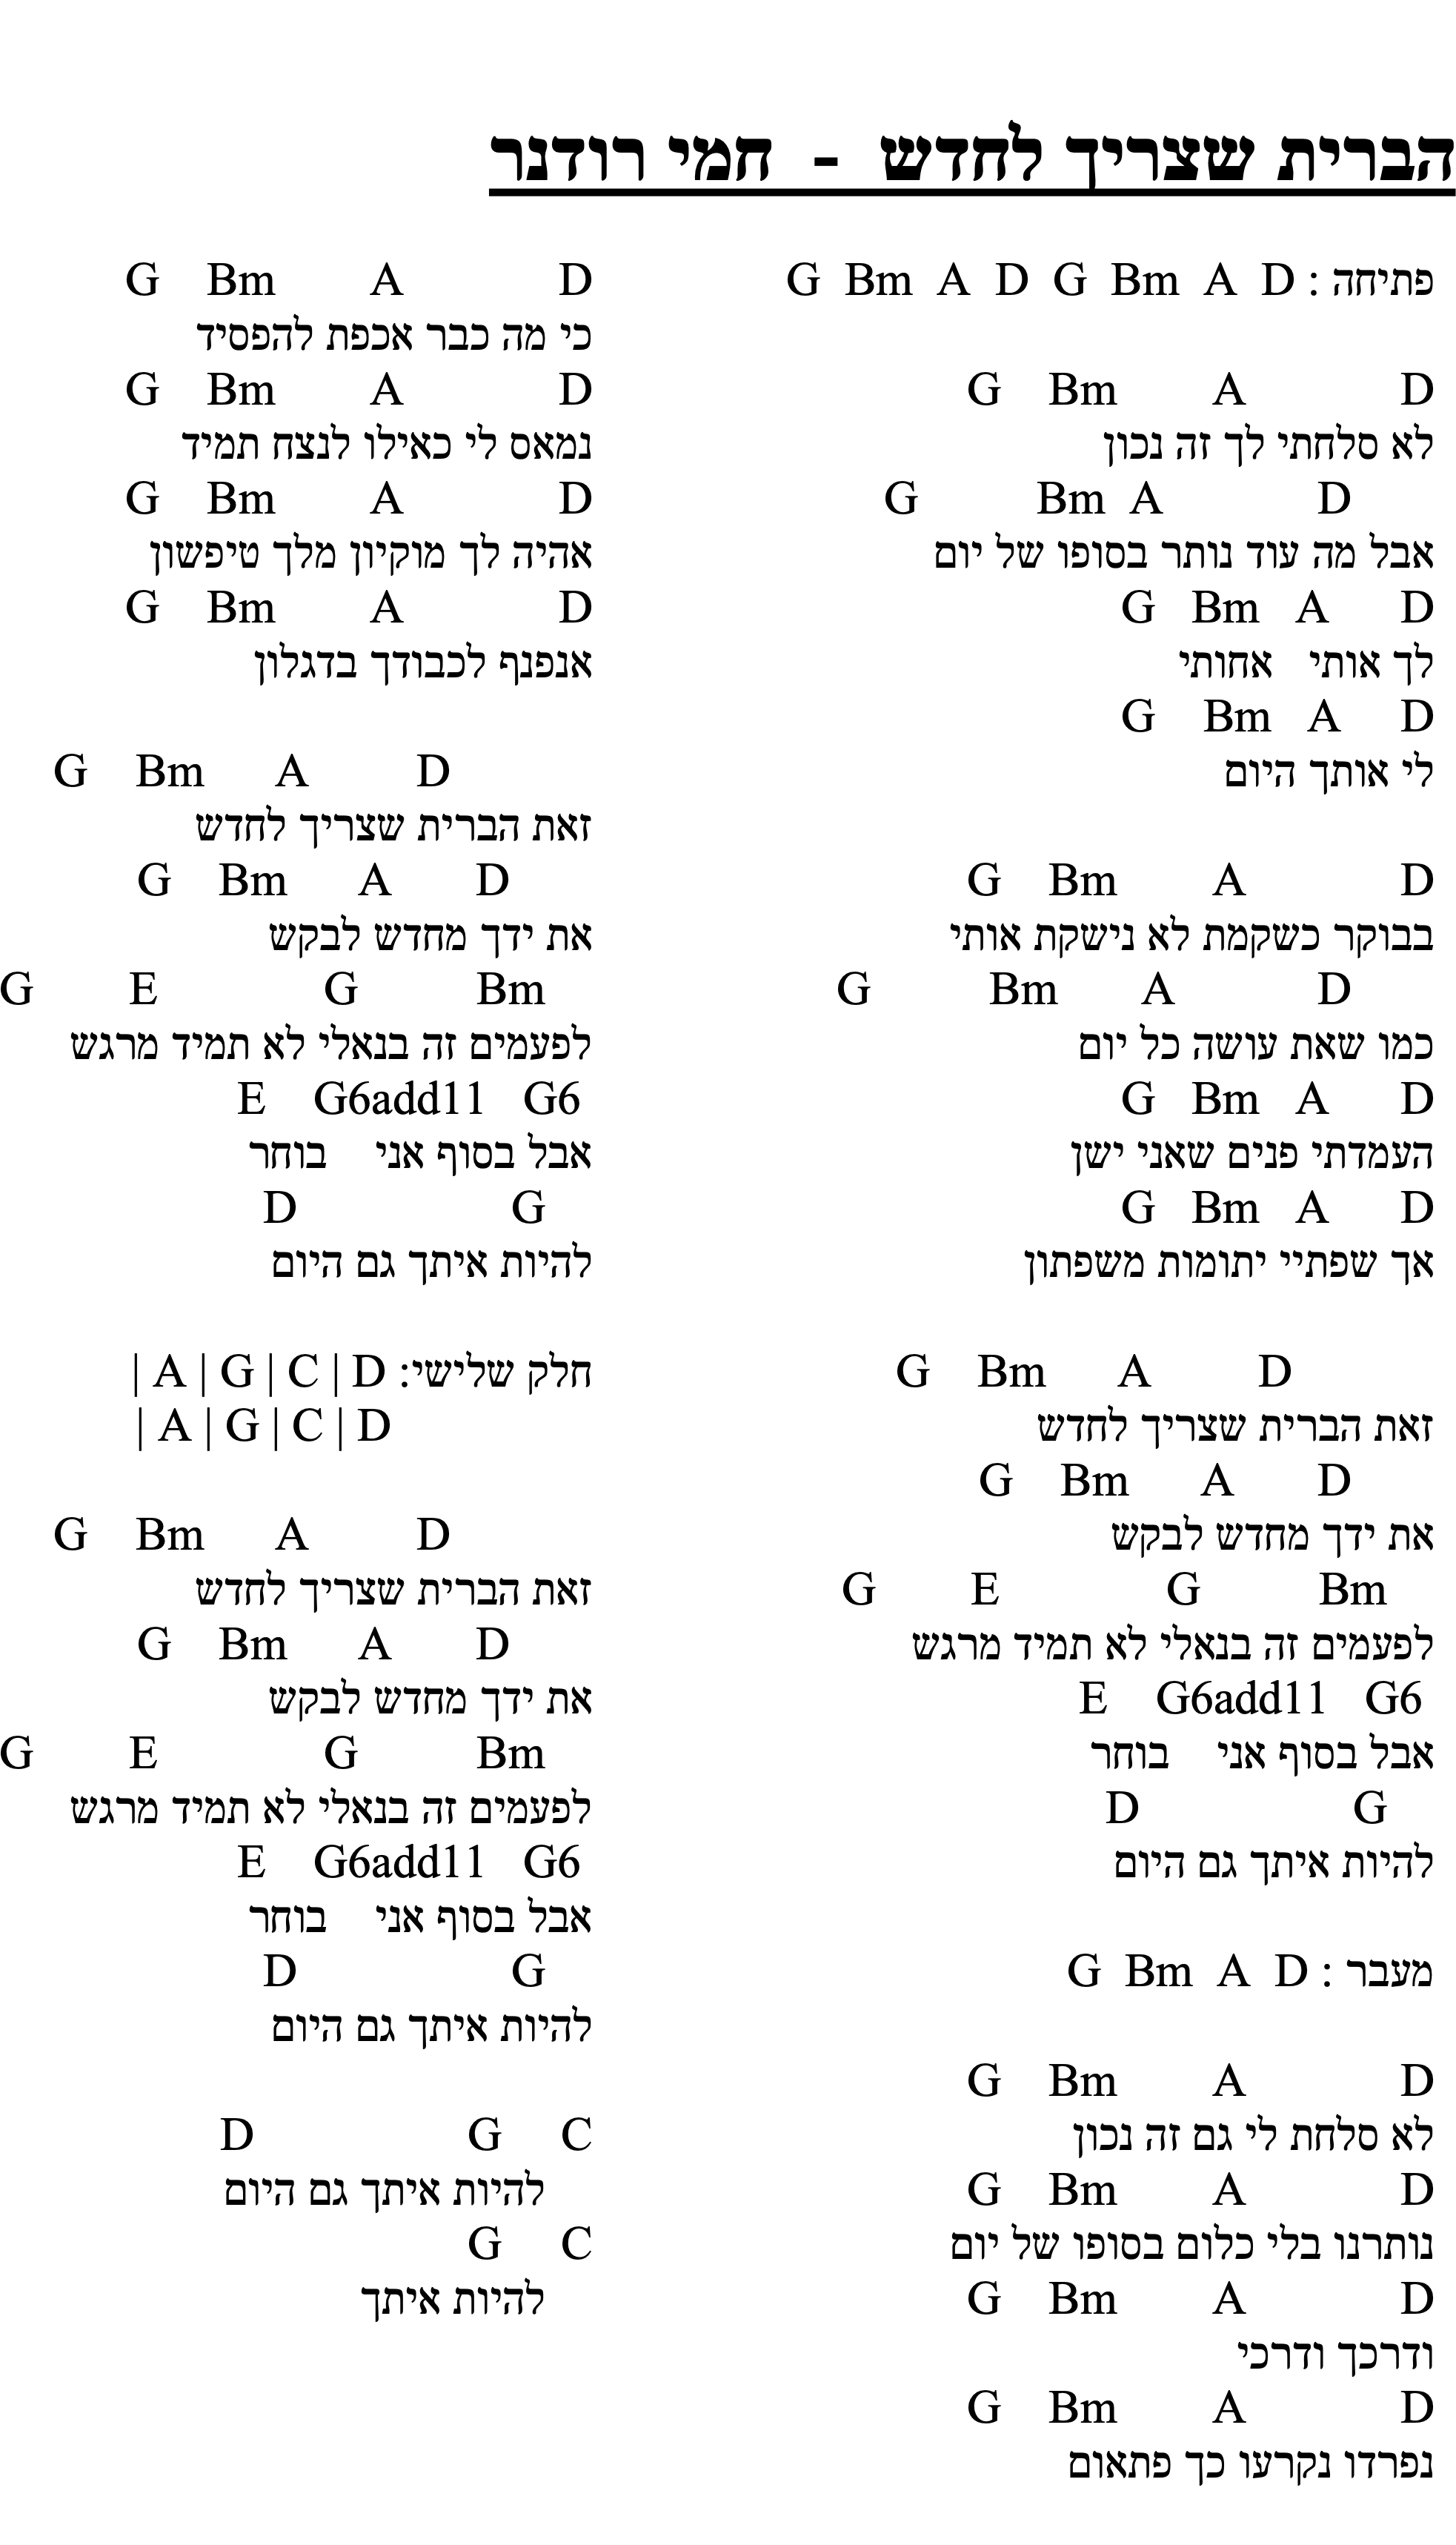 הברית שצריך לחדש - חמי רודנר
פתיחה : G Bm A D G Bm A D
G Bm A D
לא סלחתי לך זה נכון
G Bm A D
אבל מה עוד נותר בסופו של יום
G Bm A D
לך אותי אחותי
G Bm A D
לי אותך היום
G Bm A D
בבוקר כשקמת לא נישקת אותי
G Bm A D
כמו שאת עושה כל יום
G Bm A D
העמדתי פנים שאני ישן
G Bm A D
אך שפתיי יתומות משפתון
G Bm A D
זאת הברית שצריך לחדש
G Bm A D
את ידך מחדש לבקש
G E G Bm
לפעמים זה בנאלי לא תמיד מרגש
E G6add11 G6
אבל בסוף אני בוחר
D G
להיות איתך גם היום
מעבר : G Bm A D
G Bm A D
לא סלחת לי גם זה נכון
G Bm A D
נותרנו בלי כלום בסופו של יום
G Bm A D
ודרכך ודרכי
G Bm A D
נפרדו נקרעו כך פתאום
G Bm A D
כי מה כבר אכפת להפסיד
G Bm A D
נמאס לי כאילו לנצח תמיד
G Bm A D
אהיה לך מוקיון מלך טיפשון
G Bm A D
אנפנף לכבודך בדגלון
G Bm A D
זאת הברית שצריך לחדש
G Bm A D
את ידך מחדש לבקש
G E G Bm
לפעמים זה בנאלי לא תמיד מרגש
E G6add11 G6
אבל בסוף אני בוחר
D G
להיות איתך גם היום
חלק שלישי: | A | G | C | D
| A | G | C | D
G Bm A D
זאת הברית שצריך לחדש
G Bm A D
את ידך מחדש לבקש
G E G Bm
לפעמים זה בנאלי לא תמיד מרגש
E G6add11 G6
אבל בסוף אני בוחר
D G
להיות איתך גם היום
D G C
להיות איתך גם היום
G C
להיות איתך